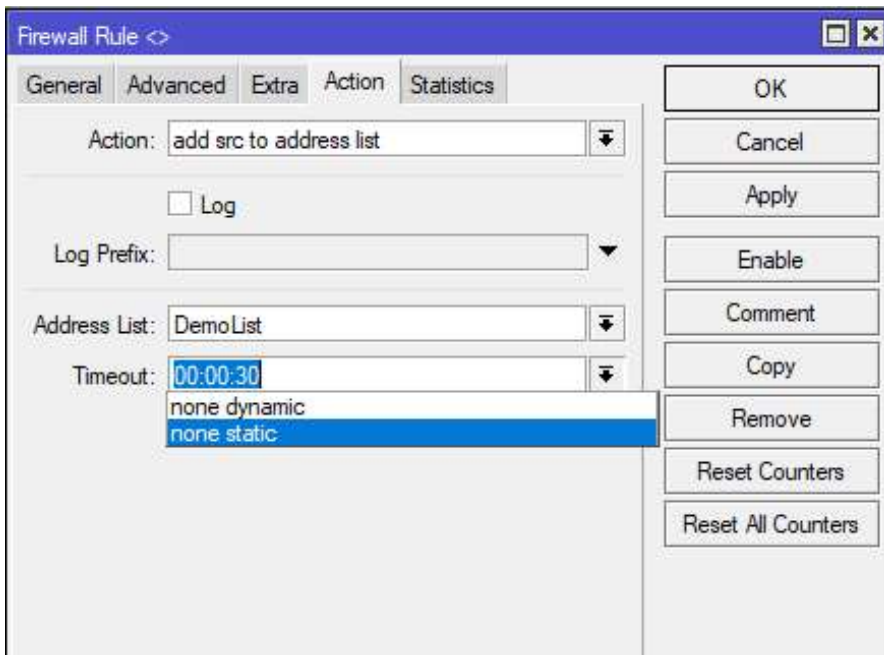 Firewall Rule <>
General Advanced Extra Action Statistics
Action: add src to address list
Log
Log Prefix:
Address List: DemoList
Timeout: 00:00:30
none dynamic
none static
OK
Cancel
Apply
Enable
Comment
Copy
Remove
Reset Counters
Reset All Counters